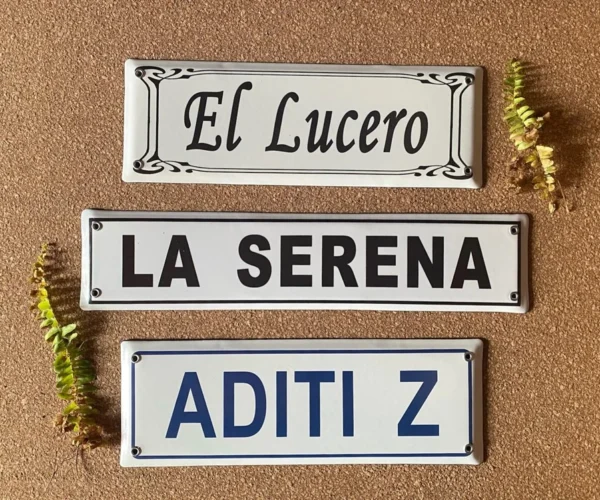 El Lucero
LA SERENA
ADITI Z